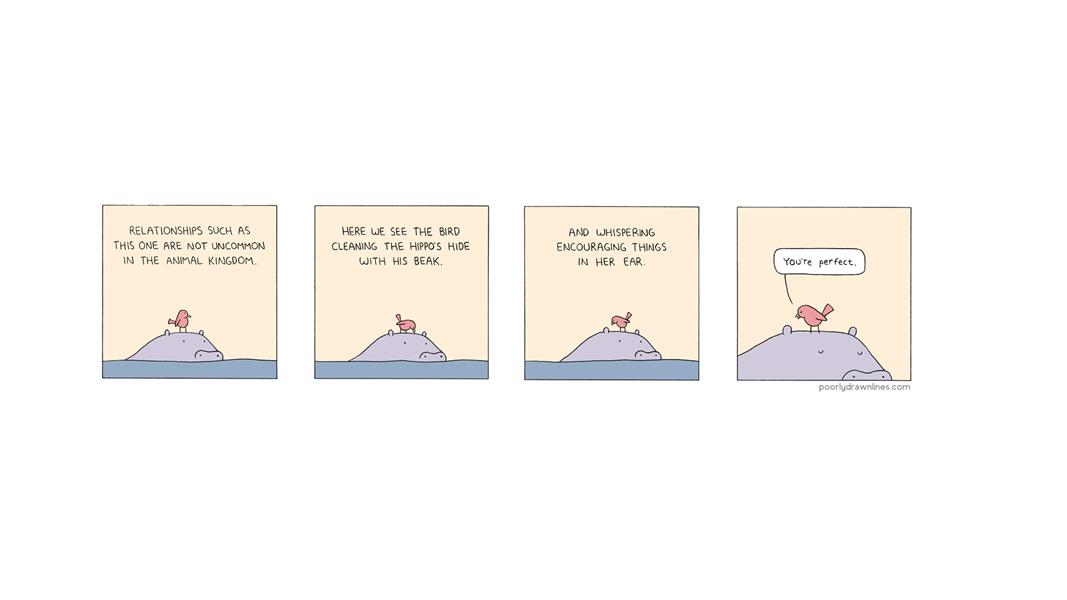 RELATIONSHIPS SUCH AS
THIS ONE ARE NOT UNCOMMON
IN THE ANIMAL KINGDOM.
HERE WE SEE THE BIRD
CLEANING THE HIPPO'S HIDE
WITH HIS BEAK.
AND WHISPERING
ENCOURAGING THINGS
IN HER EAR.
You're perfect.
poorlydrawnlines.com